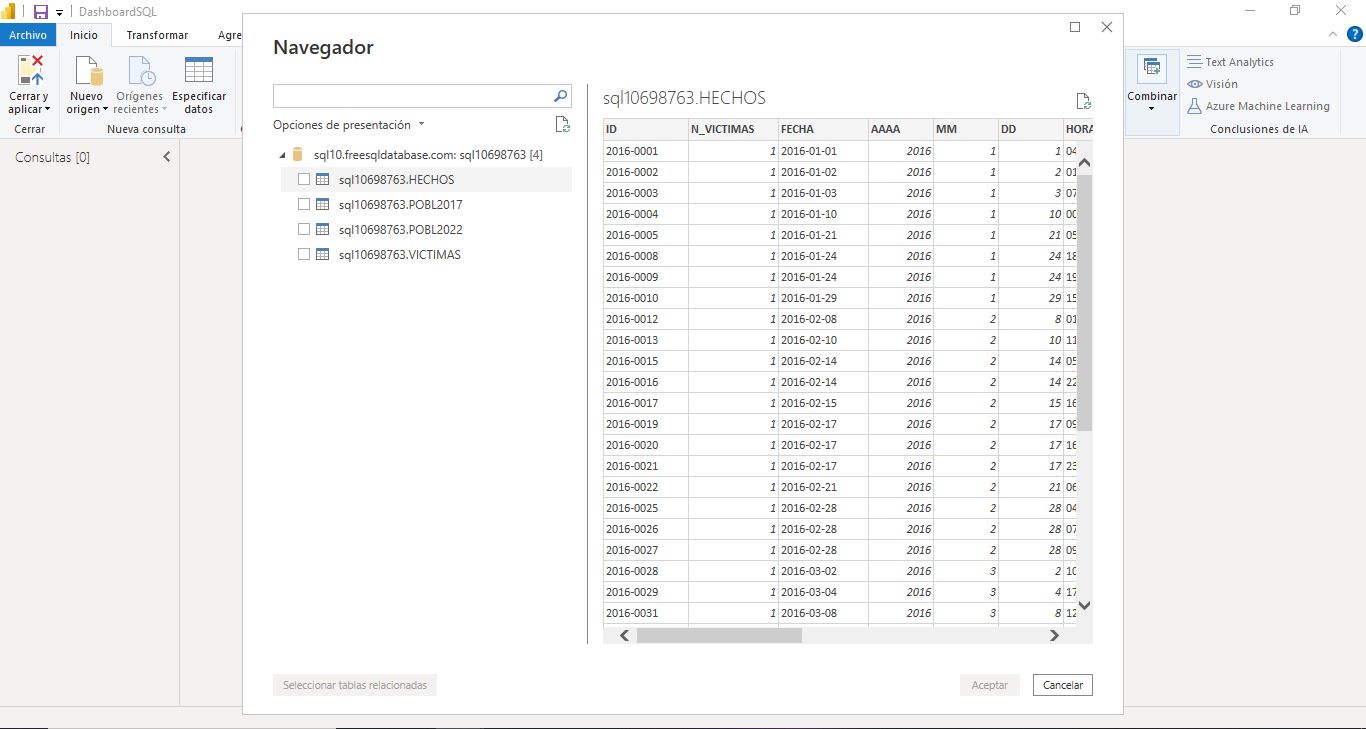 DashboardSQL
Archivo Inicio Transformar Agre
Cerrar y aplicar
Nuevo origen
Orígenes recientes
Especificar datos
Cerrar
Nueva consulta
Combinar
Text Analytics
Visión
Azure Machine Learning
Conclusiones de IA
?
Consultas [0]
Navegador
Opciones de presentación
sql10.freesqldatabase.com: sql10698763 [4]
sql10698763.HECHOS
sql10698763.POBL2017
sql10698763.POBL2022
sql10698763.VICTIMAS
sql10698763.HECHOS
ID N_VICTIMAS FECHA AAAA MM DD HORA
2016-0001 1 2016-01-01 2016 1 1 04
2016-0002 1 2016-01-02 2016 1 2 01
2016-0003 1 2016-01-03 2016 1 3 07
2016-0004 1 2016-01-10 2016 1 10 00
2016-0005 1 2016-01-21 2016 1 21 05
2016-0008 1 2016-01-24 2016 1 24 18
2016-0009 1 2016-01-24 2016 1 24 19
2016-0010 1 2016-01-29 2016 1 29 15
2016-0012 1 2016-02-08 2016 2 8 01
2016-0013 1 2016-02-10 2016 2 10 11
2016-0015 1 2016-02-14 2016 2 14 05
2016-0016 1 2016-02-14 2016 2 14 22
2016-0017 1 2016-02-15 2016 2 15 16
2016-0019 1 2016-02-17 2016 2 17 09
2016-0020 1 2016-02-17 2016 2 17 16
2016-0021 1 2016-02-17 2016 2 17 23
2016-0022 1 2016-02-21 2016 2 21 06
2016-0025 1 2016-02-28 2016 2 28 04
2016-0026 1 2016-02-28 2016 2 28 07
2016-0027 1 2016-02-28 2016 2 28 09
2016-0028 1 2016-03-02 2016 3 2 10
2016-0029 1 2016-03-04 2016 3 4 17
2016-0031 1 2016-03-08 2016 3 8 12
Seleccionar tablas relacionadas
Aceptar
Cancelar